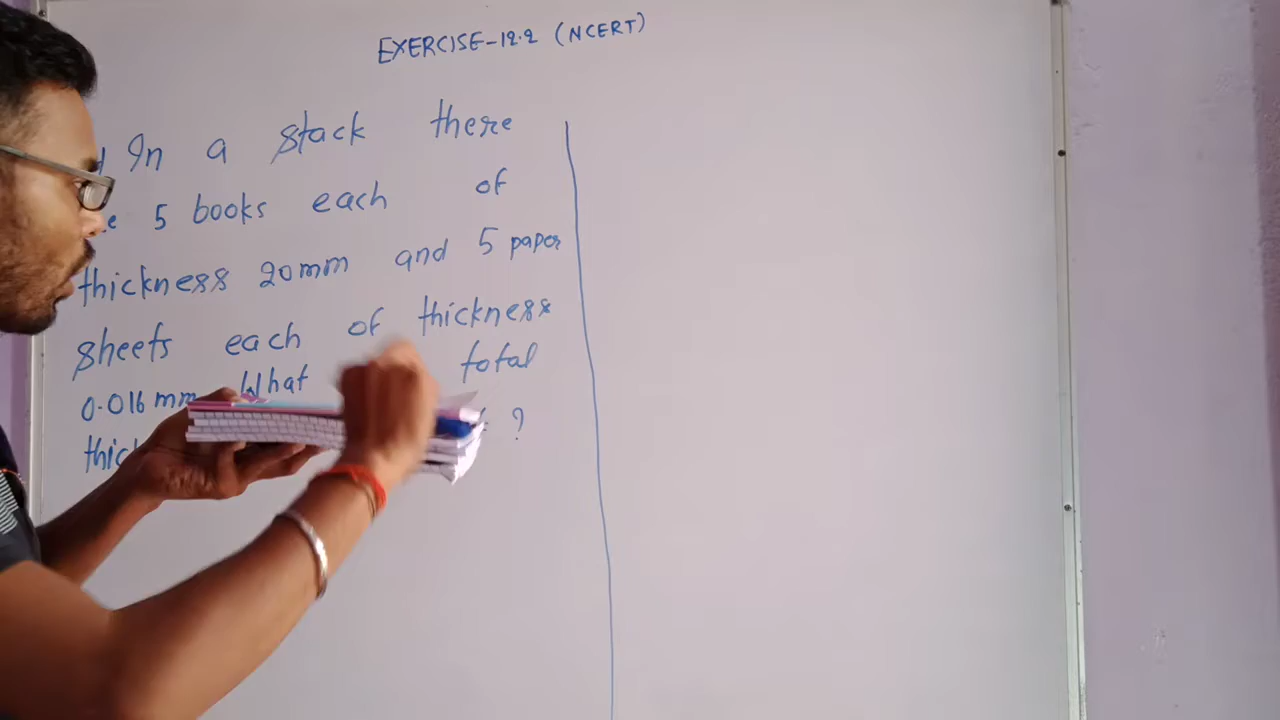 EXERCISE-12.2 (NCERT)
In a stack there
5 books each of
thickness 20mm and 5 paper
sheets each of thickness
0.016 mm. What total
?